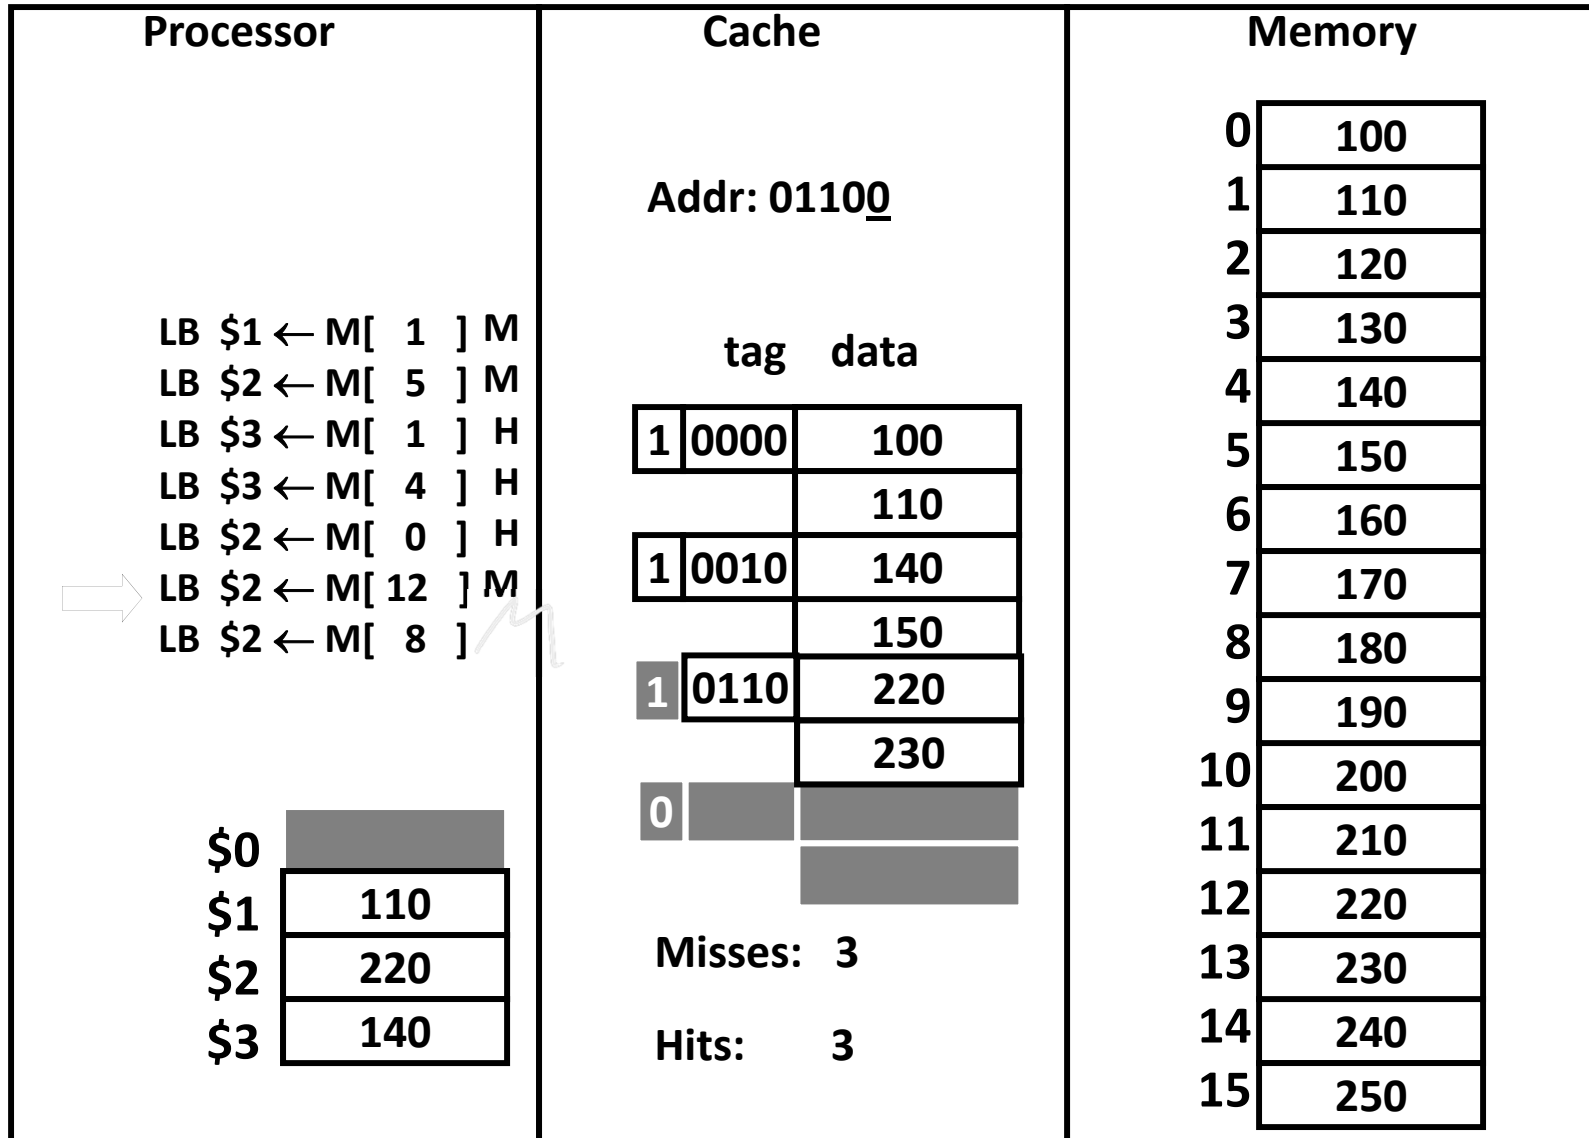 Processor
LB $1 ← M[ 1 ] M
LB $2 ← M[ 5 ] M
LB $3 ← M[ 1 ] H
LB $3 ← M[ 4 ] H
LB $2 ← M[ 0 ] H
LB $2 ← M[ 12 ] M
LB $2 ← M[ 8 ] M
$0
$1 110
$2 220
$3 140
Cache
Addr: 01100
tag data
1 0000 100
110
1 0010 140
150
1 0110 220
230
0
Misses: 3
Hits: 3
Memory
0 100
1 110
2 120
3 130
4 140
5 150
6 160
7 170
8 180
9 190
10 200
11 210
12 220
13 230
14 240
15 250